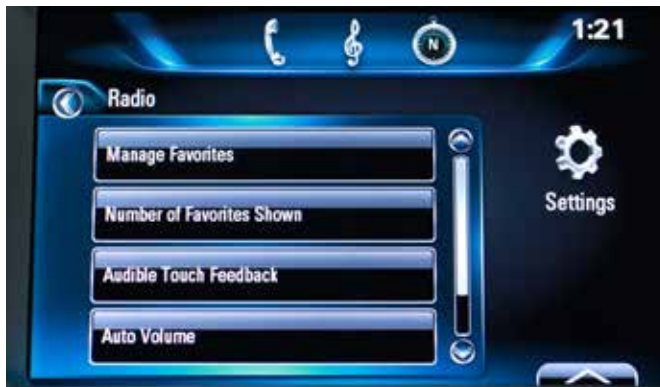 1:21
N
Radio
Manage Favorites
Number of Favorites Shown
Settings
Audible Touch Feedback
Auto Volume